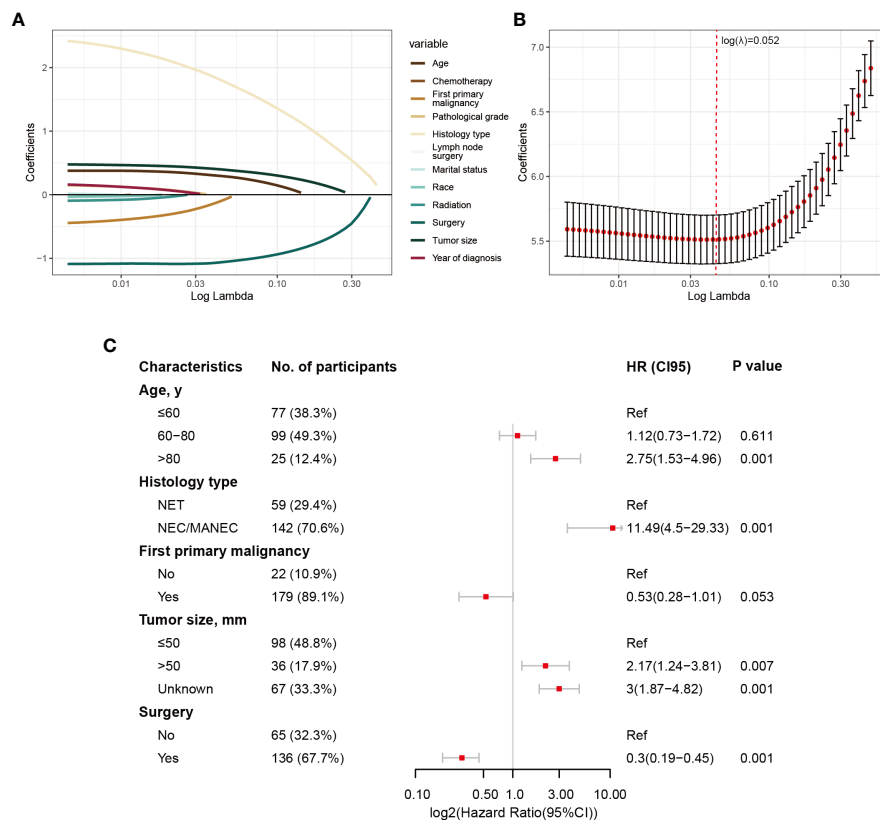 A
Coefficients
2
1
0
−1
0.01
0.03
0.10
0.30
Log Lambda
variable
Age
Chemotherapy
First primary
malignancy
Pathological grade
Histology type
Lymph node
surgery
Marital status
Race
Radiation
Surgery
Tumor size
Year of diagnosis
B
log(λ)=0.052
Coefficients
7.0
6.5
6.0
5.5
0.01
0.03
0.10
0.30
Log Lambda
C
Characteristics No. of participants HR (CI95) P value
Age, y
≤60 77 (38.3%) Ref
60−80 99 (49.3%) 1.12(0.73−1.72) 0.611
>80 25 (12.4%) 2.75(1.53−4.96) 0.001
Histology type
NET 59 (29.4%) Ref
NEC/MANEC 142 (70.6%) 11.49(4.5−29.33) 0.001
First primary malignancy
No 22 (10.9%) Ref
Yes 179 (89.1%) 0.53(0.28−1.01) 0.053
Tumor size, mm
≤50 98 (48.8%) Ref
>50 36 (17.9%) 2.17(1.24−3.81) 0.007
Unknown 67 (33.3%) 3(1.87−4.82) 0.001
Surgery
No 65 (32.3%) Ref
Yes 136 (67.7%) 0.3(0.19−0.45) 0.001
0.10 0.50 1.0 3.00 10.00
log2(Hazard Ratio(95%CI))